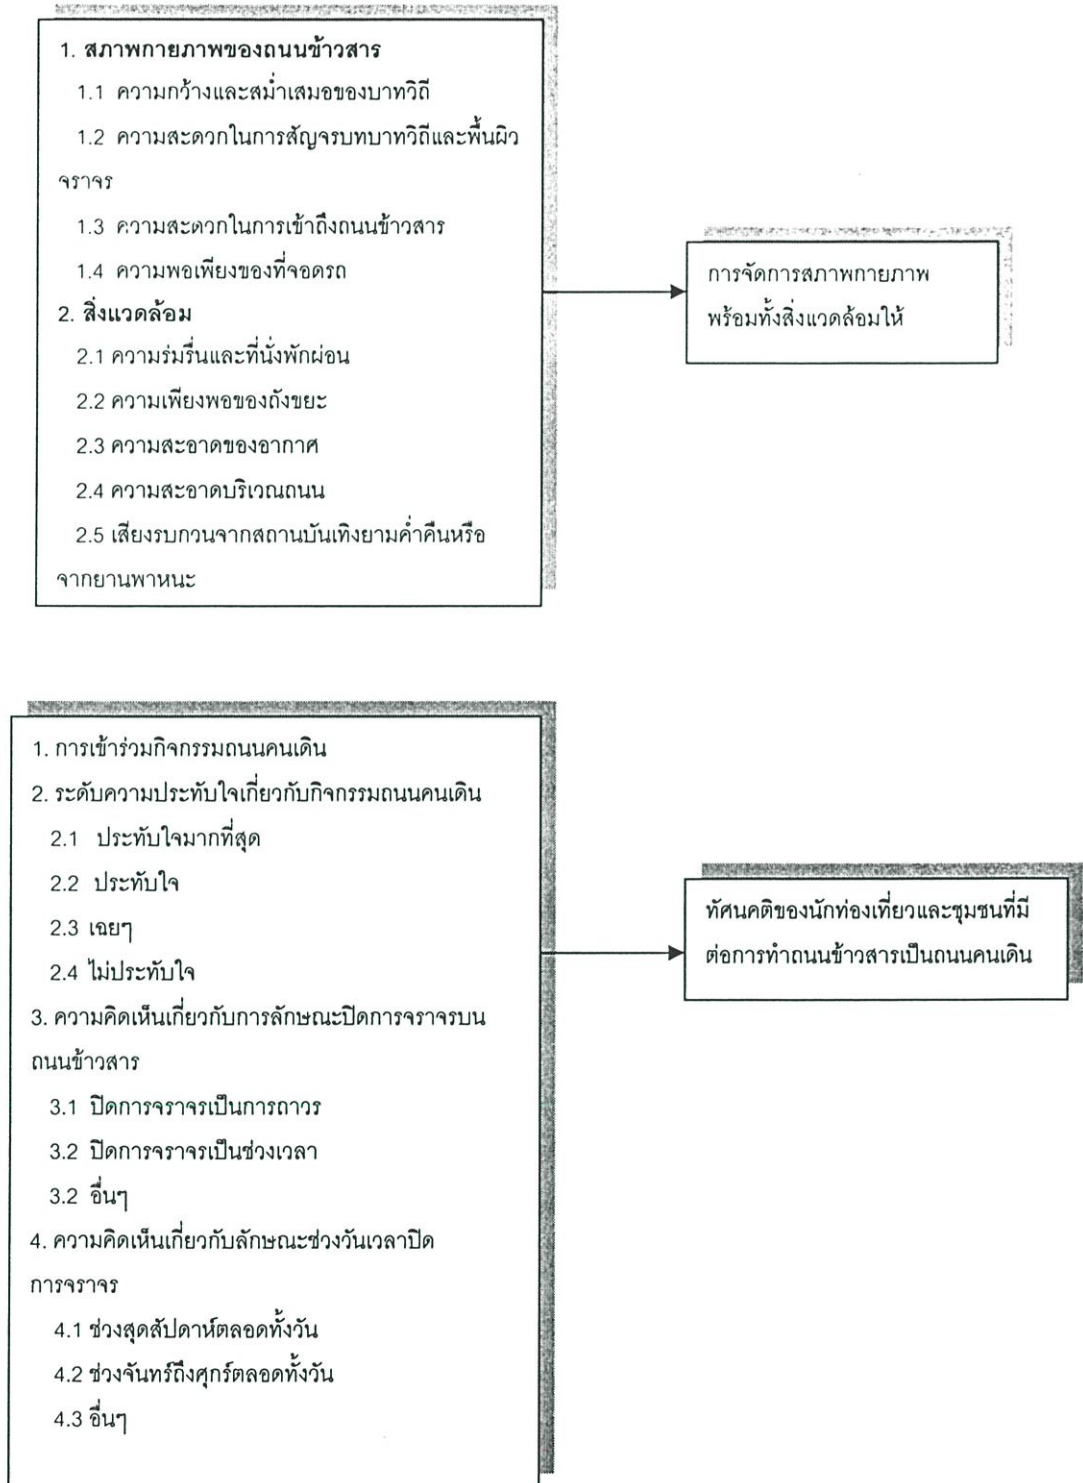 1. สภาพกายภาพของถนนข้าวสาร
1.1 ความกว้างและสม่ำเสมอของบาทวิถี
1.2 ความสะดวกในการสัญจรบทบาทวิถีและพื้นผิว
จราจร
1.3 ความสะดวกในการเข้าถึงถนนข้าวสาร
1.4 ความพอเพียงของที่จอดรถ
2. สิ่งแวดล้อม
2.1 ความร่มรื่นและที่นั่งพักผ่อน
2.2 ความเพียงพอของถังขยะ
2.3 ความสะอาดของอากาศ
2.4 ความสะอาดบริเวณถนน
2.5 เสียงรบกวนจากสถานบันเทิงยามค่ำคืนหรือ
จากยานพาหนะ
การจัดการสภาพกายภาพ
พร้อมทั้งสิ่งแวดล้อมให้
1. การเข้าร่วมกิจกรรมถนนคนเดิน
2. ระดับความประทับใจเกี่ยวกับกิจกรรมถนนคนเดิน
2.1 ประทับใจมากที่สุด
2.2 ประทับใจ
2.3 เฉยๆ
2.4 ไม่ประทับใจ
3. ความคิดเห็นเกี่ยวกับการลักษณะปิดการจราจรบน
ถนนข้าวสาร
3.1 ปิดการจราจรเป็นการถาวร
3.2 ปิดการจราจรเป็นช่วงเวลา
3.2 อื่นๆ
4. ความคิดเห็นเกี่ยวกับลักษณะช่วงวันเวลาปิด
การจราจร
4.1 ช่วงสุดสัปดาห์ตลอดทั้งวัน
4.2 ช่วงจันทร์ถึงศุกร์ตลอดทั้งวัน
4.3 อื่นๆ
ทัศนคติของนักท่องเที่ยวและชุมชนที่มี
ต่อการทำถนนข้าวสารเป็นถนนคนเดิน